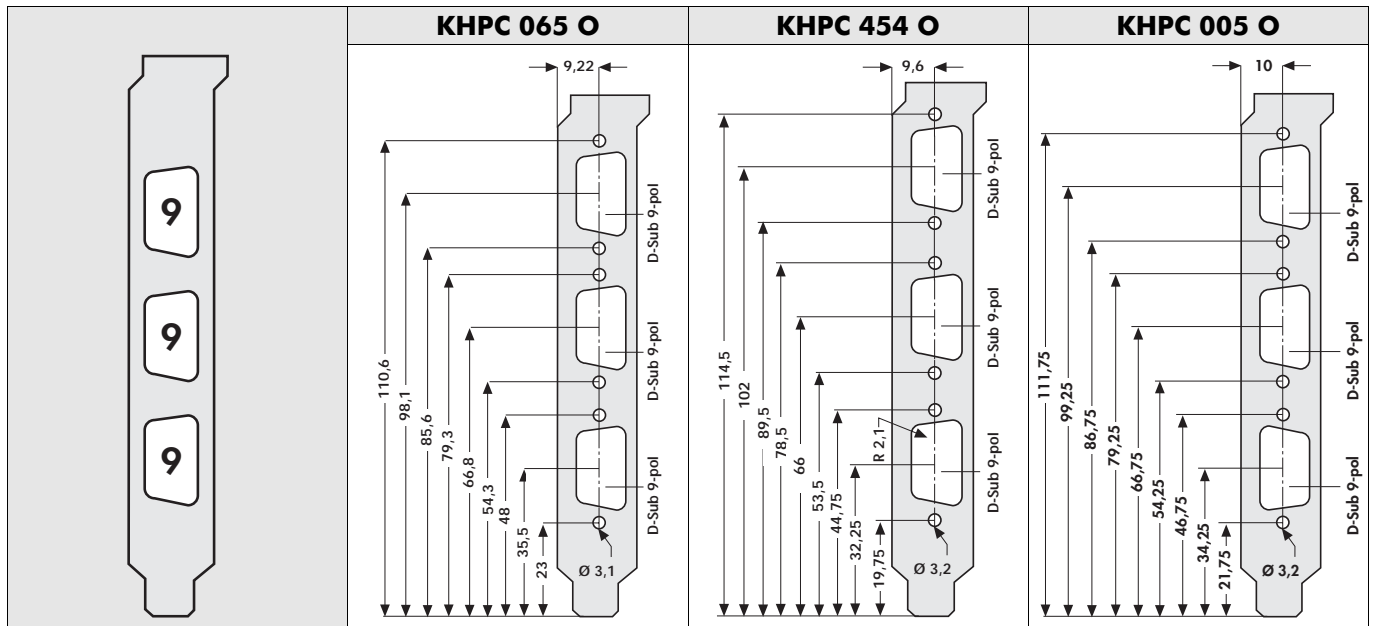 KHPC 065 O
KHPC 454 O
KHPC 005 O
9
9
9
9,22
110,6
98,1
85,6
79,3
66,8
54,3
48
35,5
23
Ø 3,1
D-Sub 9-pol
D-Sub 9-pol
D-Sub 9-pol
9,6
114,5
102
89,5
78,5
66
53,5
44,75
32,25
19,75
R 2,1
Ø 3,2
D-Sub 9-pol
D-Sub 9-pol
D-Sub 9-pol
10
111,75
99,25
86,75
79,25
66,75
54,25
46,75
34,25
21,75
Ø 3,2
D-Sub 9-pol
D-Sub 9-pol
D-Sub 9-pol